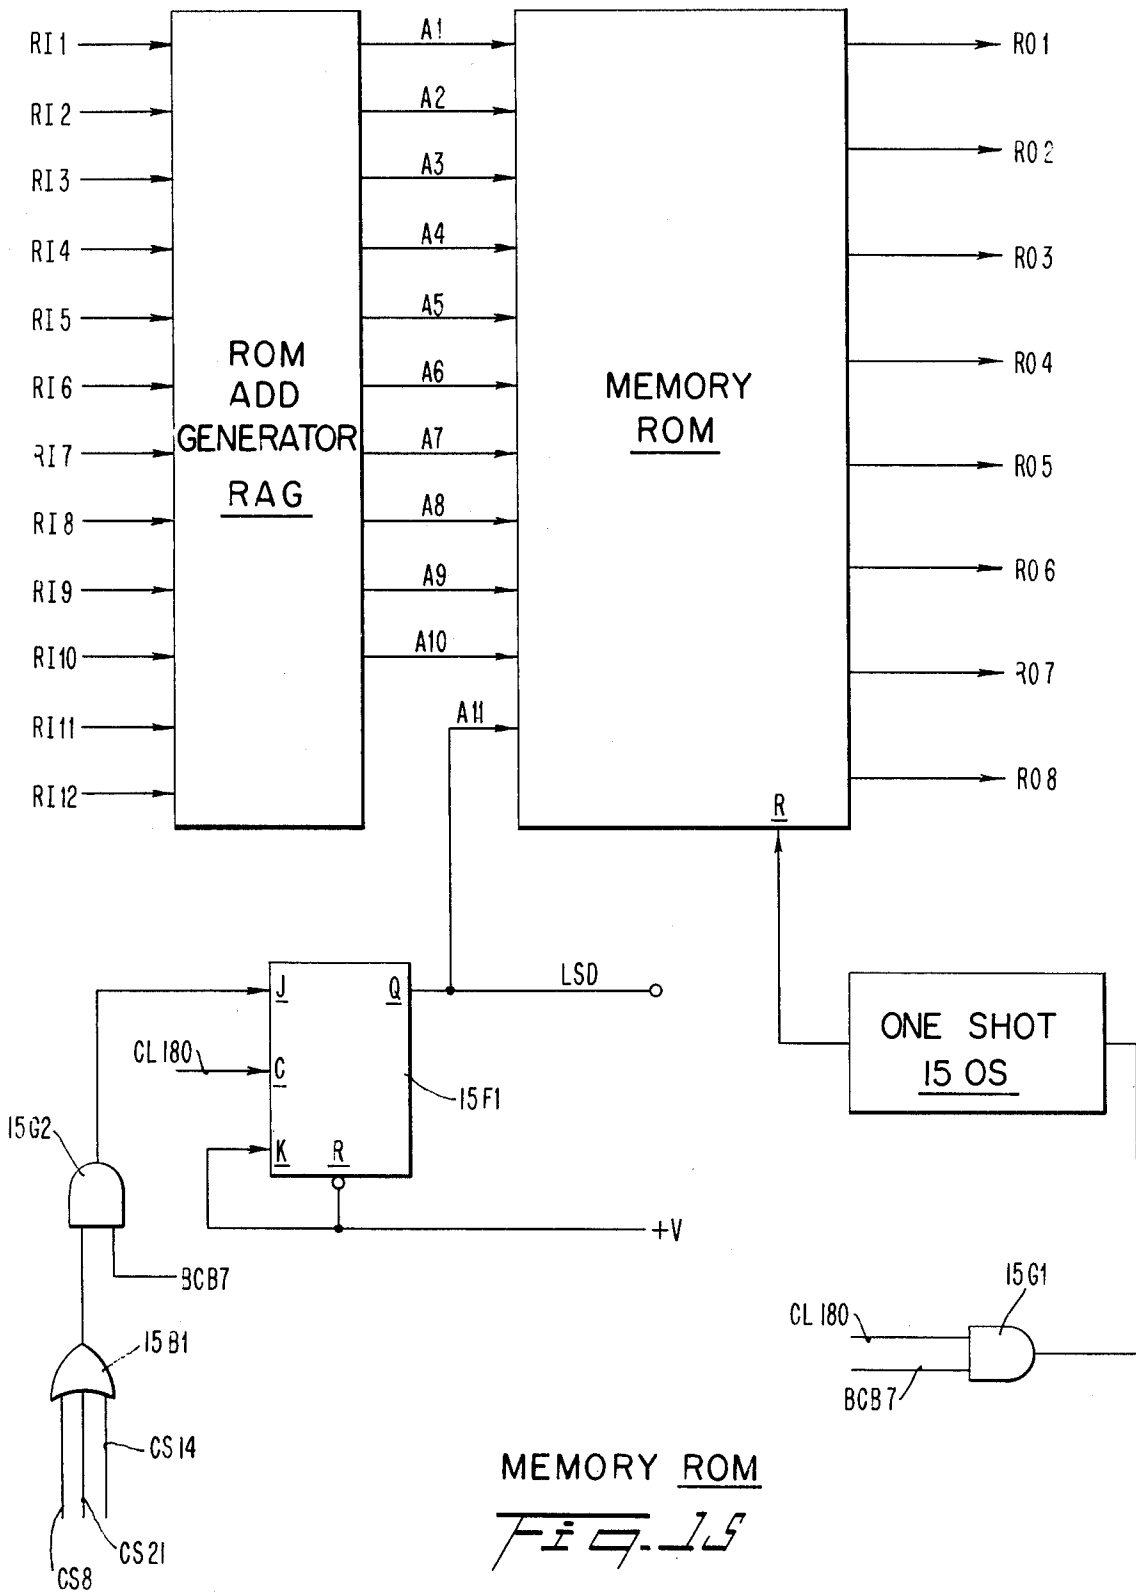 RI1 A1 RO1
RI2 A2
RI3 A3 RO2
RI4 A4 RO3
RI5 A5
RI6 A6 RO4
RI7 A7 RO5
RI8 A8
RI9 A9 RO6
RI10 A10 RO7
RI11 A11
RI12 RO8
ROM
ADD
GENERATOR
RAG
MEMORY
ROM
R
J Q LSD
CL180 C
15F1
K R
+V
ONE SHOT
15 OS
15G2
BCB7
15B1
CS14
CS21
CS8
15G1
CL180
BCB7
MEMORY ROM
Fig. 15